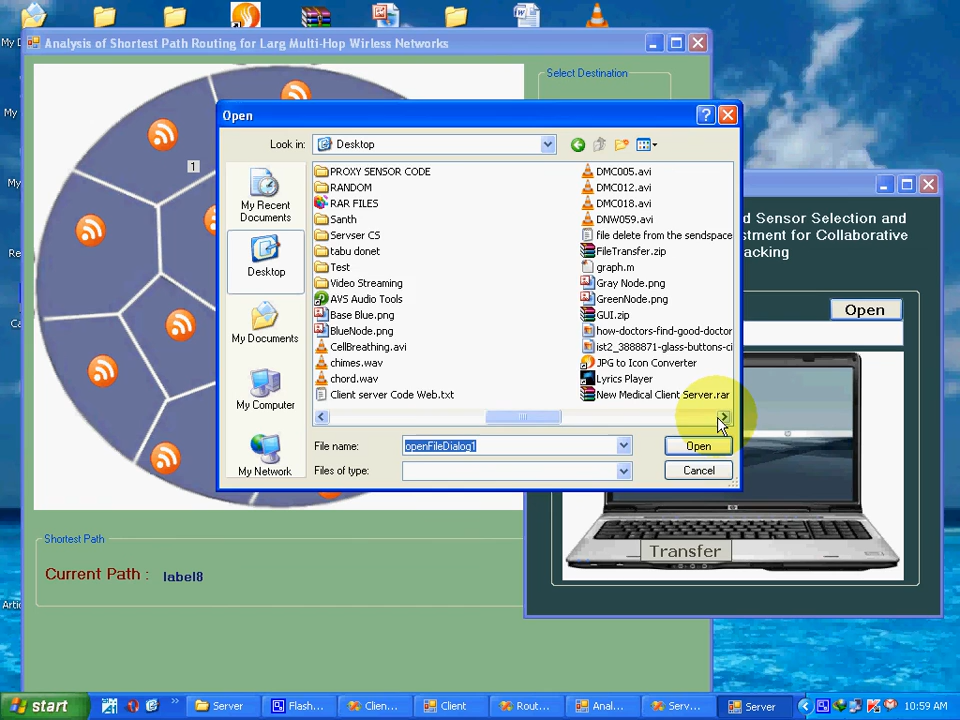 Analysis of Shortest Path Routing for Larg Multi-Hop Wirless Networks
Select Destination
1
Open
Look in:
Desktop
My Recent
Documents
Desktop
My Documents
My Computer
My Network
PROXY SENSOR CODE
RANDOM
RAR FILES
Santh
Servser CS
tabu donet
Test
Video Streaming
AVS Audio Tools
Base Blue.png
BlueNode.png
CellBreathing.avi
chimes.wav
chord.wav
Client server Code Web.txt
DMC005.avi
DMC012.avi
DMC018.avi
DNW059.avi
file delete from the sendspace
FileTransfer.zip
graph.m
Gray Node.png
GreenNode.png
GUI.zip
how-doctors-find-good-doctor
ist2_3888871-glass-buttons-ci
JPG to Icon Converter
Lyrics Player
New Medical Client Server.rar
File name:
openFileDialog1
Open
Files of type:
Cancel
d Sensor Selection and
stment for Collaborative
acking
Open
Transfer
Shortest Path
Current Path :
label8
start
Server
Flash...
Clien...
Client
Rout...
Anal...
Serv...
Server
10:59 AM